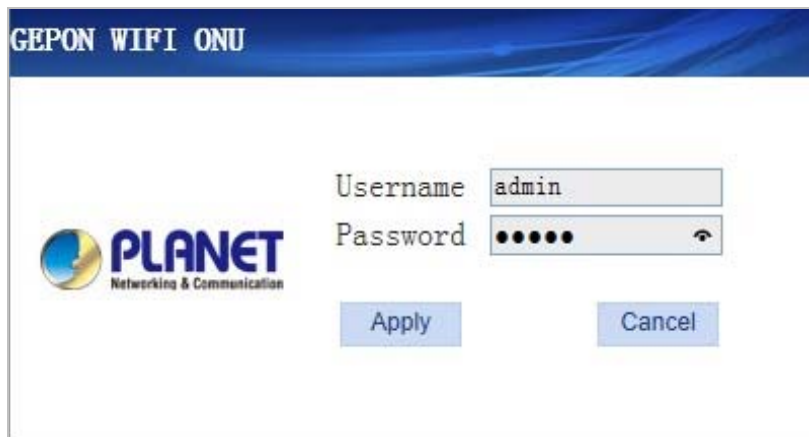 GEPON WIFI ONU
Username admin
Password •••••
PLANET
Networking & Communication
Apply Cancel